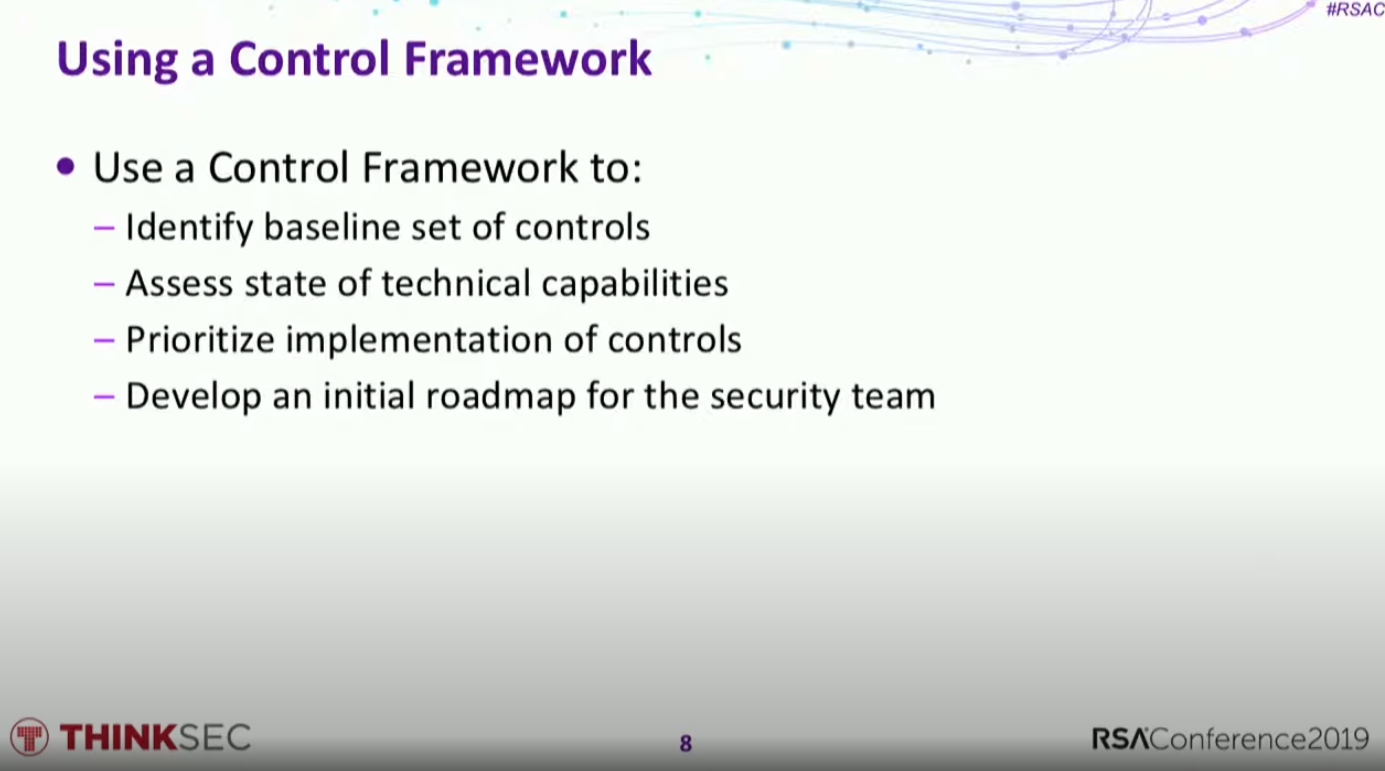 #RSAC
Using a Control Framework
• Use a Control Framework to:
– Identify baseline set of controls
– Assess state of technical capabilities
– Prioritize implementation of controls
– Develop an initial roadmap for the security team
THINKSEC
8
RSAConference2019